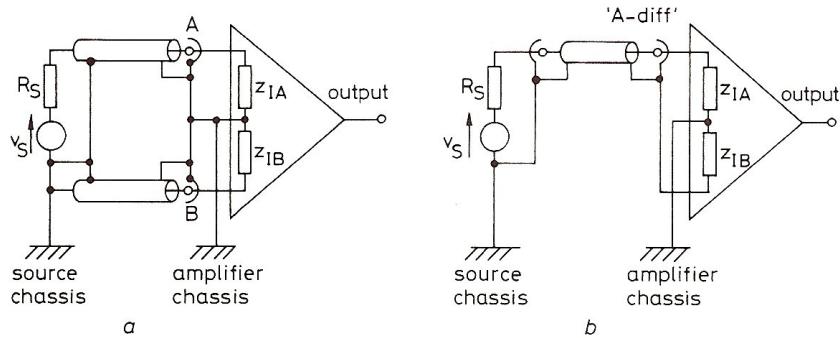 A
R_S
v_S
z_IA
z_IB
output
B
source
chassis
amplifier
chassis
a
'A-diff'
R_S
v_S
z_IA
z_IB
output
source
chassis
amplifier
chassis
b